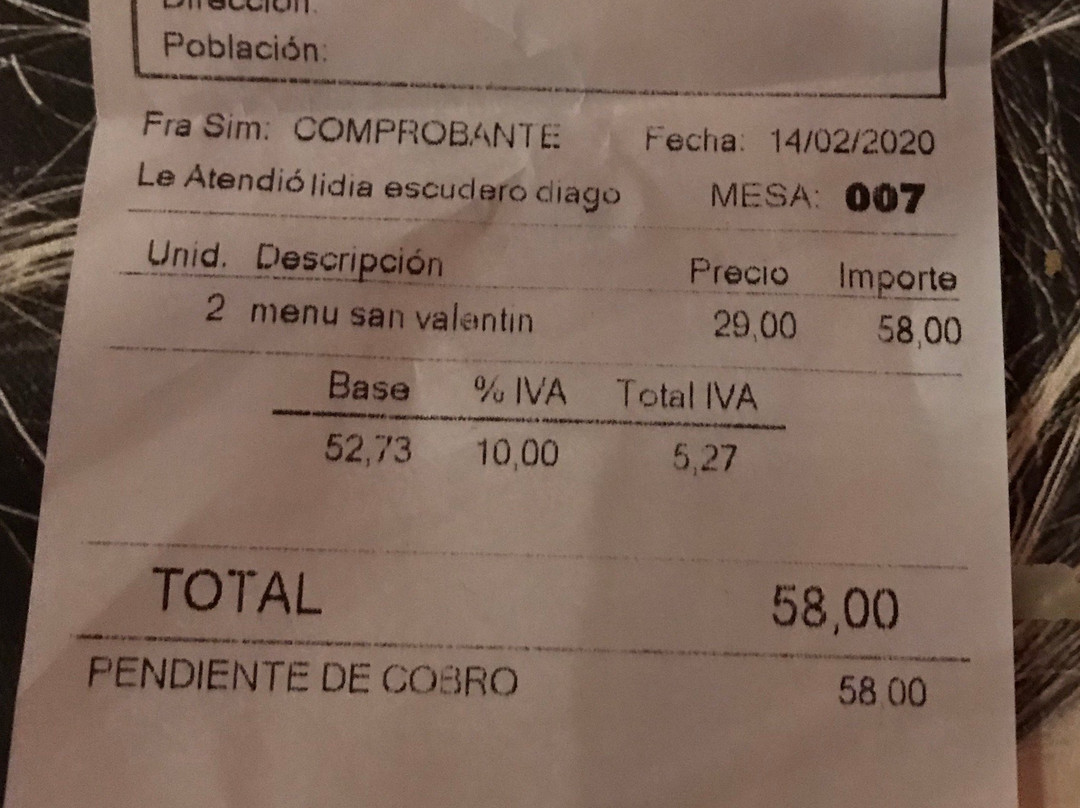 Dirección:
Población:
Fra Sim: COMPROBANTE Fecha: 14/02/2020
Le Atendió lidia escudero diago MESA: 007
Unid. Descripción Precio Importe
2 menu san valentin 29,00 58,00
Base % IVA Total IVA
52,73 10,00 5,27
TOTAL 58,00
PENDIENTE DE COBRO 58,00